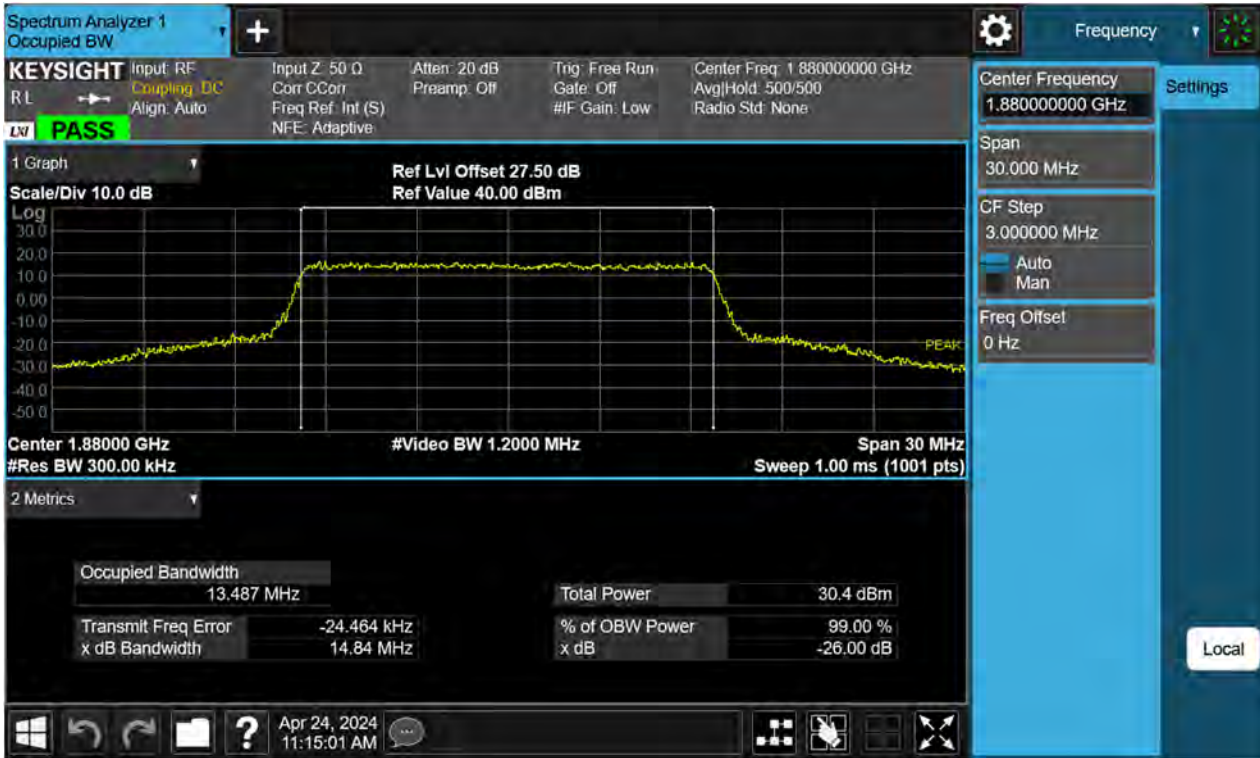 Spectrum Analyzer 1
Occupied BW
+
Frequency
KEYSIGHT
R L
LXI
PASS
Input: RF
Coupling: DC
Align: Auto
Input Z: 50 Ω
Corr CCorr
Freq Ref: Int (S)
NFE: Adaptive
Atten: 20 dB
Preamp: Off
Trig: Free Run
Gate: Off
#IF Gain: Low
Center Freq: 1.880000000 GHz
Avg|Hold: 500/500
Radio Std: None
Center Frequency
1.880000000 GHz
Settings
Span
30.000 MHz
CF Step
3.000000 MHz
Auto
Man
Freq Offset
0 Hz
Local
1 Graph
Scale/Div 10.0 dB
Ref Lvl Offset 27.50 dB
Ref Value 40.00 dBm
Log
30.0
20.0
10.0
0.00
-10.0
-20.0
-30.0
-40.0
-50.0
PEAK
Center 1.88000 GHz
#Video BW 1.2000 MHz
Span 30 MHz
#Res BW 300.00 kHz
Sweep 1.00 ms (1001 pts)
2 Metrics
Occupied Bandwidth
13.487 MHz
Total Power 30.4 dBm
Transmit Freq Error -24.464 kHz
% of OBW Power 99.00 %
x dB Bandwidth 14.84 MHz
x dB -26.00 dB
?
Apr 24, 2024
11:15:01 AM